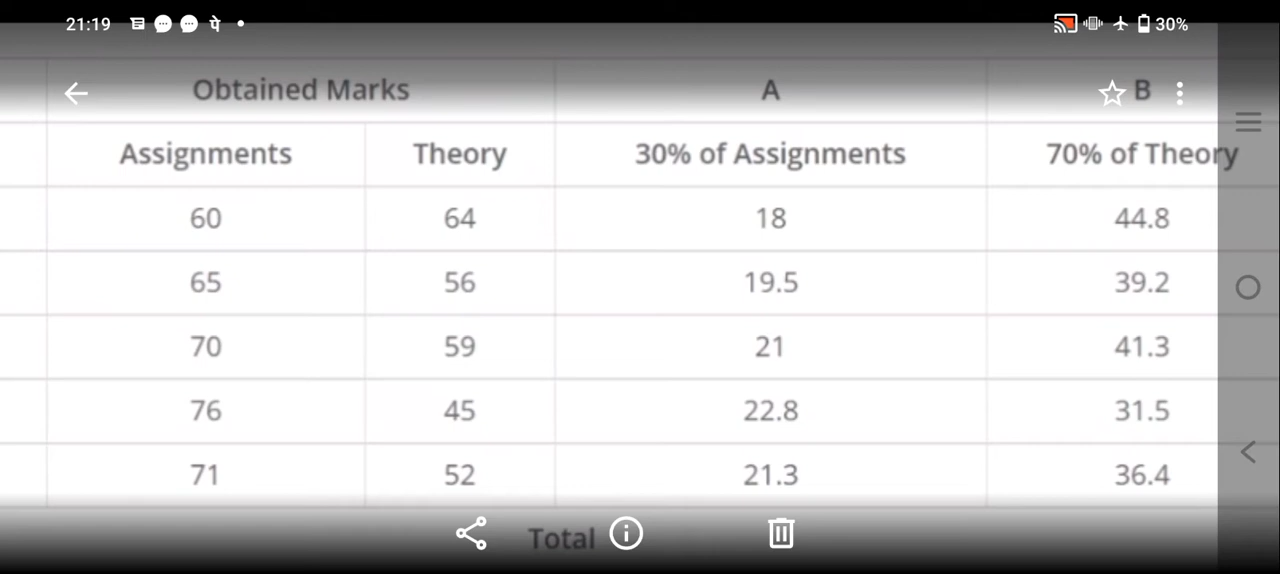 21:19 पे 30%
Obtained Marks A B
Assignments Theory 30% of Assignments 70% of Theory
60 64 18 44.8
65 56 19.5 39.2
70 59 21 41.3
76 45 22.8 31.5
71 52 21.3 36.4
Total